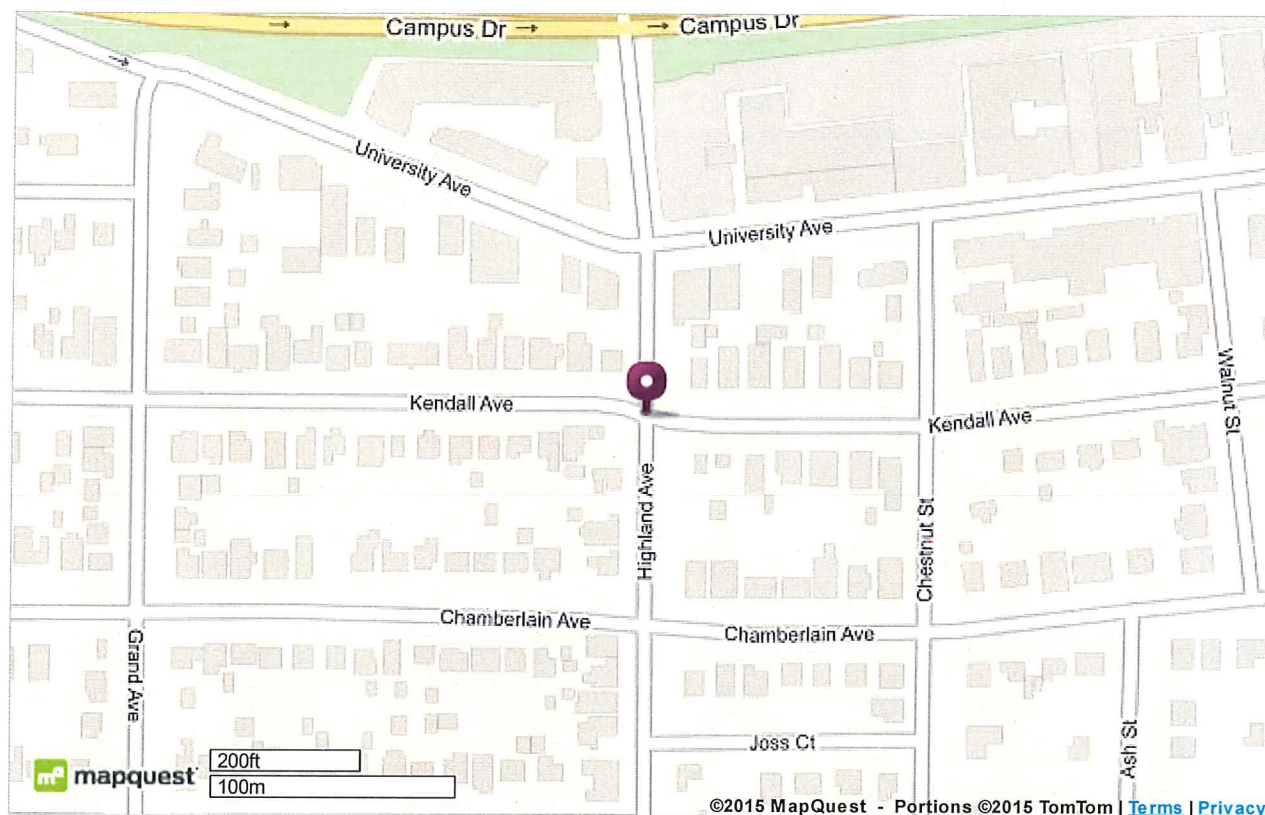 Campus Dr → → Campus Dr
University Ave
University Ave
Walnut St
Kendall Ave
Kendall Ave
Highland Ave
Chestnut St
Chamberlain Ave
Chamberlain Ave
Grand Ave
Joss Ct
Ash St
mapquest
200ft
100m
©2015 MapQuest - Portions ©2015 TomTom | Terms | Privacy